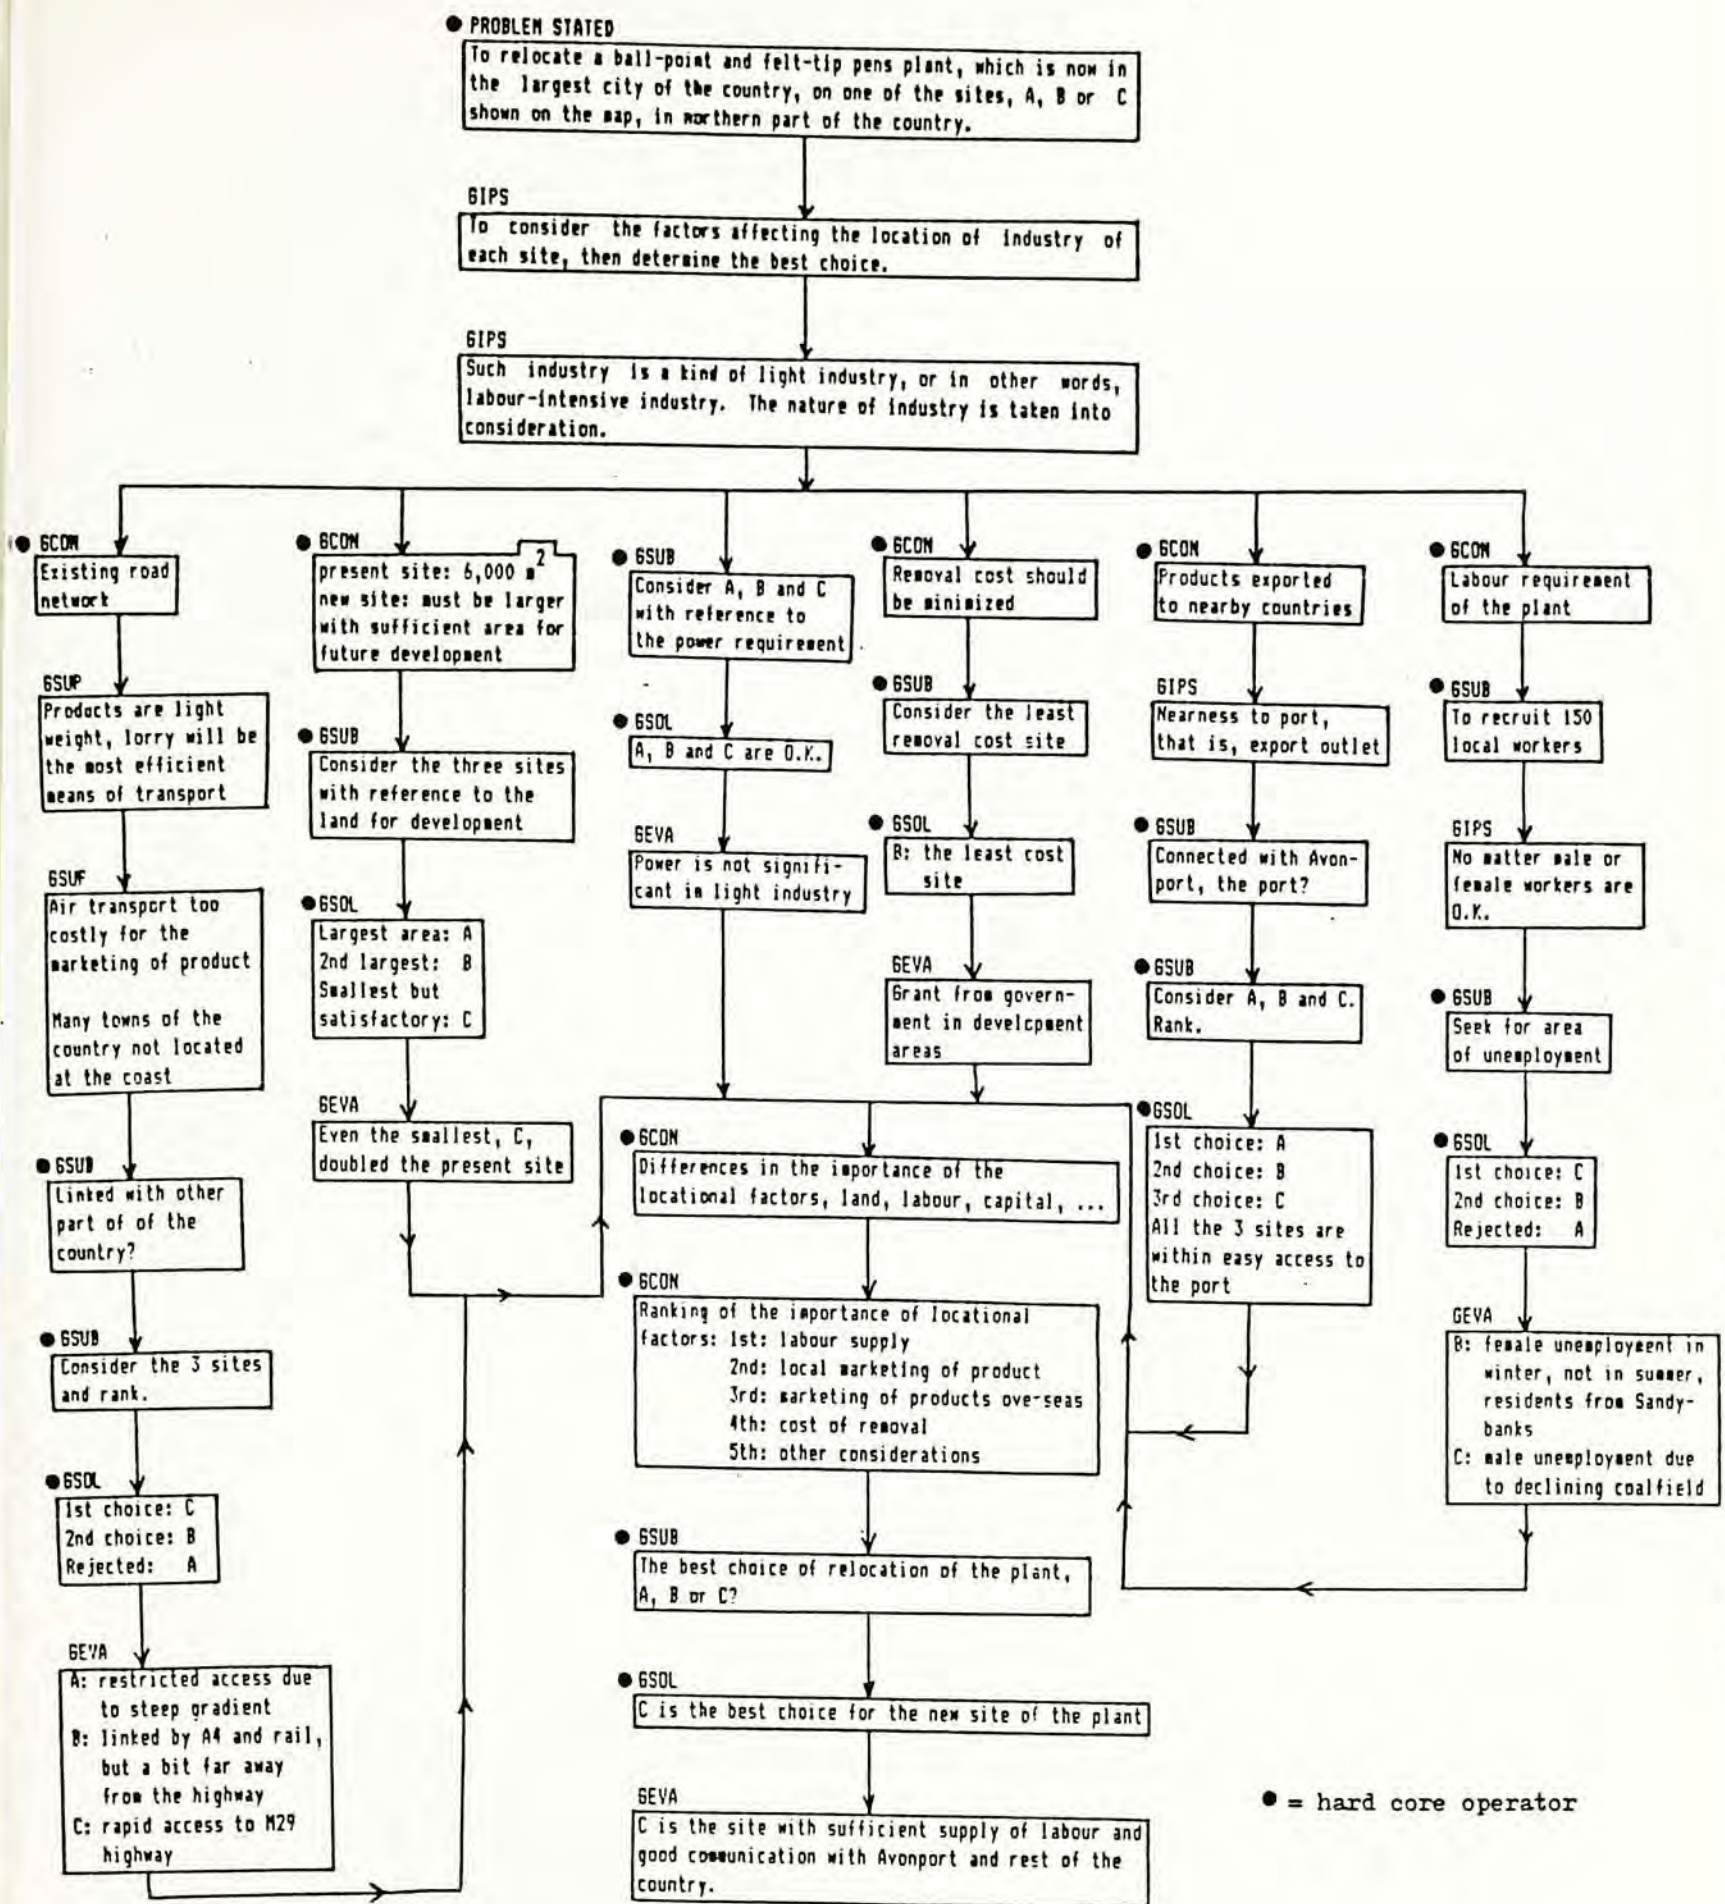 ● PROBLEM STATED
To relocate a ball-point and felt-tip pens plant, which is now in
the largest city of the country, on one of the sites, A, B or C
shown on the map, in northern part of the country.
GIPS
To consider the factors affecting the location of industry of
each site, then determine the best choice.
GIPS
Such industry is a kind of light industry, or in other words,
labour-intensive industry. The nature of industry is taken into
consideration.
● GCON
Existing road
network
GSUP
Products are light
weight, lorry will be
the most efficient
means of transport
GSUP
Air transport too
costly for the
marketing of product
Many towns of the
country not located
at the coast
● GSUB
Linked with other
part of of the
country?
● GSUB
Consider the 3 sites
and rank.
● GSOL
1st choice: C
2nd choice: B
Rejected: A
GEVA
A: restricted access due
to steep gradient
B: linked by A4 and rail,
but a bit far away
from the highway
C: rapid access to M29
highway
● GCON
present site: 6,000 m²
new site: must be larger
with sufficient area for
future development
● GSUB
Consider the three sites
with reference to the
land for development
● GSOL
Largest area: A
2nd largest: B
Smallest but
satisfactory: C
GEVA
Even the smallest, C,
doubled the present site
● GSUB
Consider A, B and C
with reference to
the power requirement
● GSOL
A, B and C are O.K.
GEVA
Power is not signifi-
cant in light industry
● GCON
Removal cost should
be minimized
● GSUB
Consider the least
removal cost site
● GSOL
B: the least cost
site
GEVA
Grant from govern-
ment in development
areas
● GCON
Products exported
to nearby countries
GIPS
Nearness to port,
that is, export outlet
● GSUB
Connected with Avon-
port, the port?
● GSUB
Consider A, B and C.
Rank.
● GSOL
1st choice: A
2nd choice: B
3rd choice: C
All the 3 sites are
within easy access to
the port
● GCON
Labour requirement
of the plant
● GSUB
To recruit 150
local workers
GIPS
No matter male or
female workers are
O.K.
● GSUB
Seek for area
of unemployment
● GSOL
1st choice: C
2nd choice: B
Rejected: A
GEVA
B: female unemployment in
winter, not in summer,
residents from Sandy-
banks
C: male unemployment due
to declining coalfield
● GCON
Differences in the importance of the
locational factors, land, labour, capital, ...
● GCON
Ranking of the importance of locational
factors: 1st: labour supply
2nd: local marketing of product
3rd: marketing of products ove-seas
4th: cost of removal
5th: other considerations
● GSUB
The best choice of relocation of the plant,
A, B or C?
● GSOL
C is the best choice for the new site of the plant
GEVA
C is the site with sufficient supply of labour and
good communication with Avonport and rest of the
country.
● = hard core operator